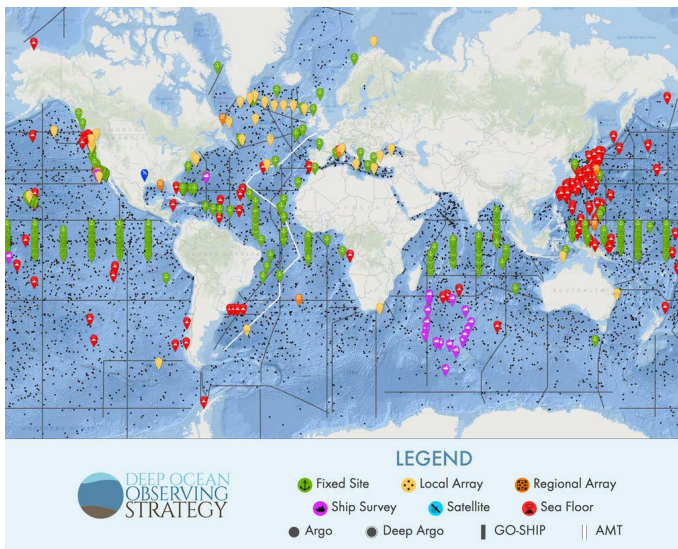 AUSTRALIA
LEGEND
Fixed Site
Local Array
Regional Array
Ship Survey
Satellite
Sea Floor
Argo
Deep Argo
GO-SHIP
AMT
DEEP OCEAN
OBSERVING
STRATEGY